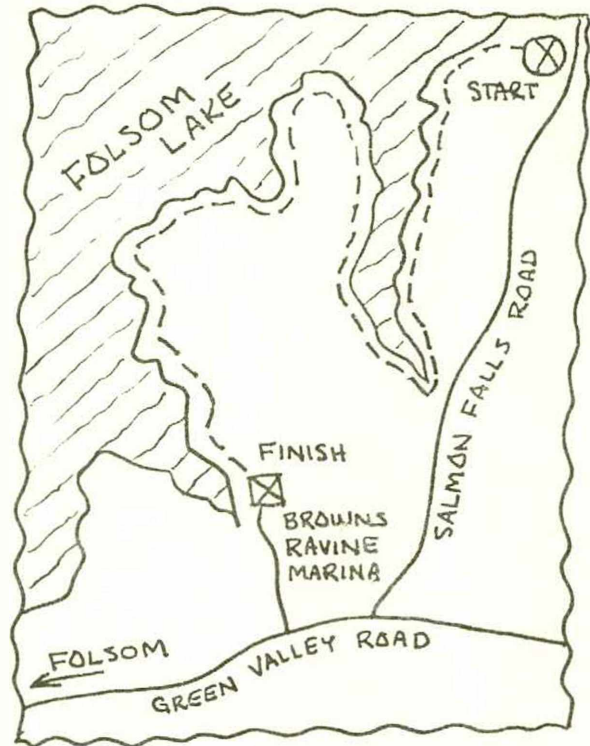 FOLSOM
LAKE
START
SALMON FALLS ROAD
FINISH
BROWNS
RAVINE
MARINA
FOLSOM
GREEN VALLEY ROAD